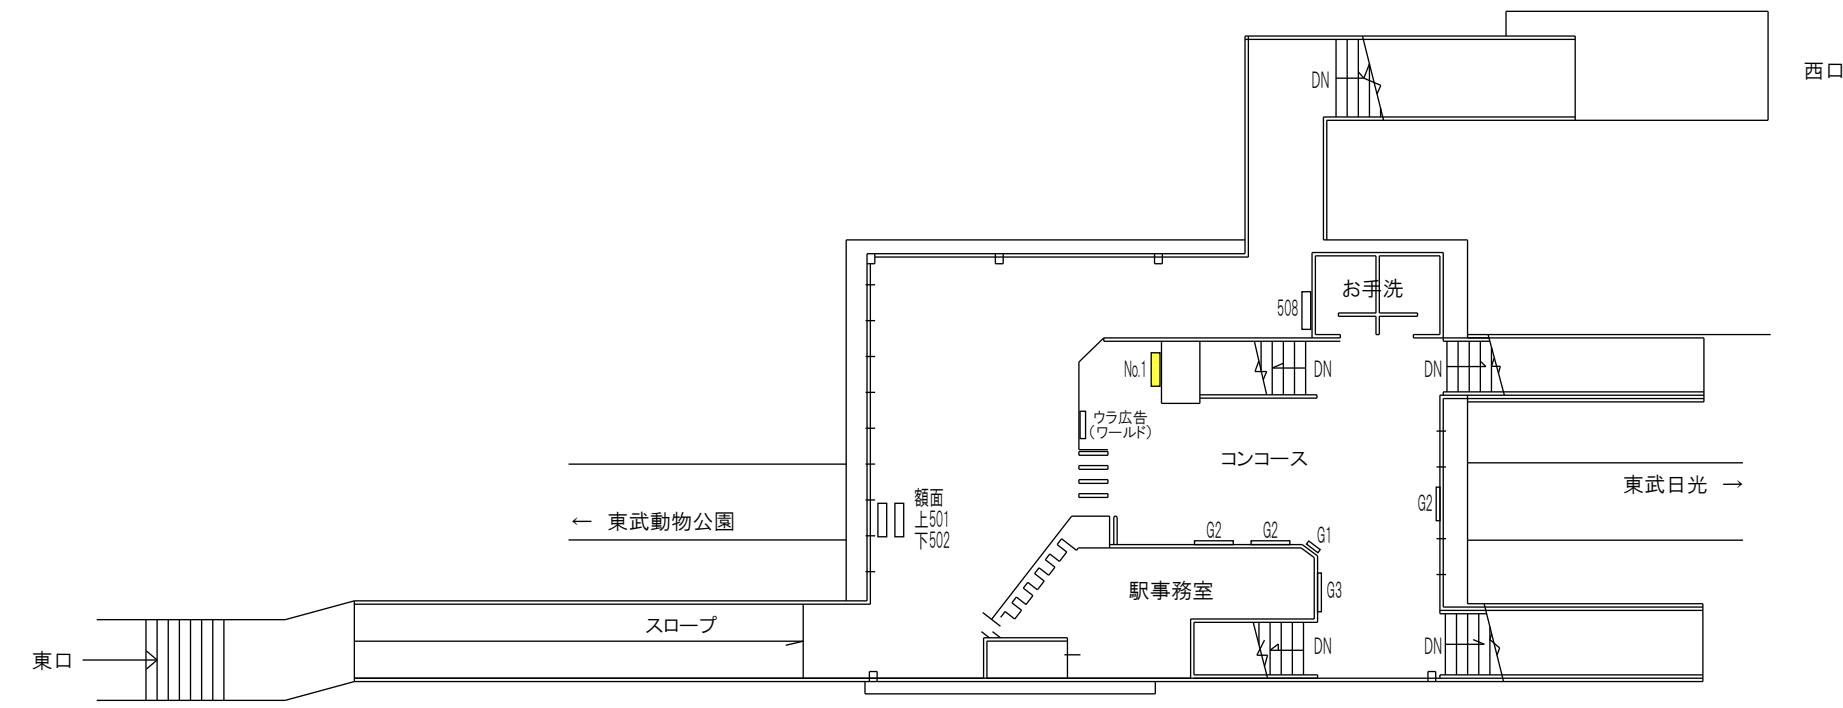 DN
西口
508
お手洗
No.1
DN
DN
ウラ広告
(ワールド)
コンコース
← 東武動物公園
額面
上501
下502
G2
東武日光 →
G2
G2
G1
駅事務室
G3
スロープ
DN
DN
東口